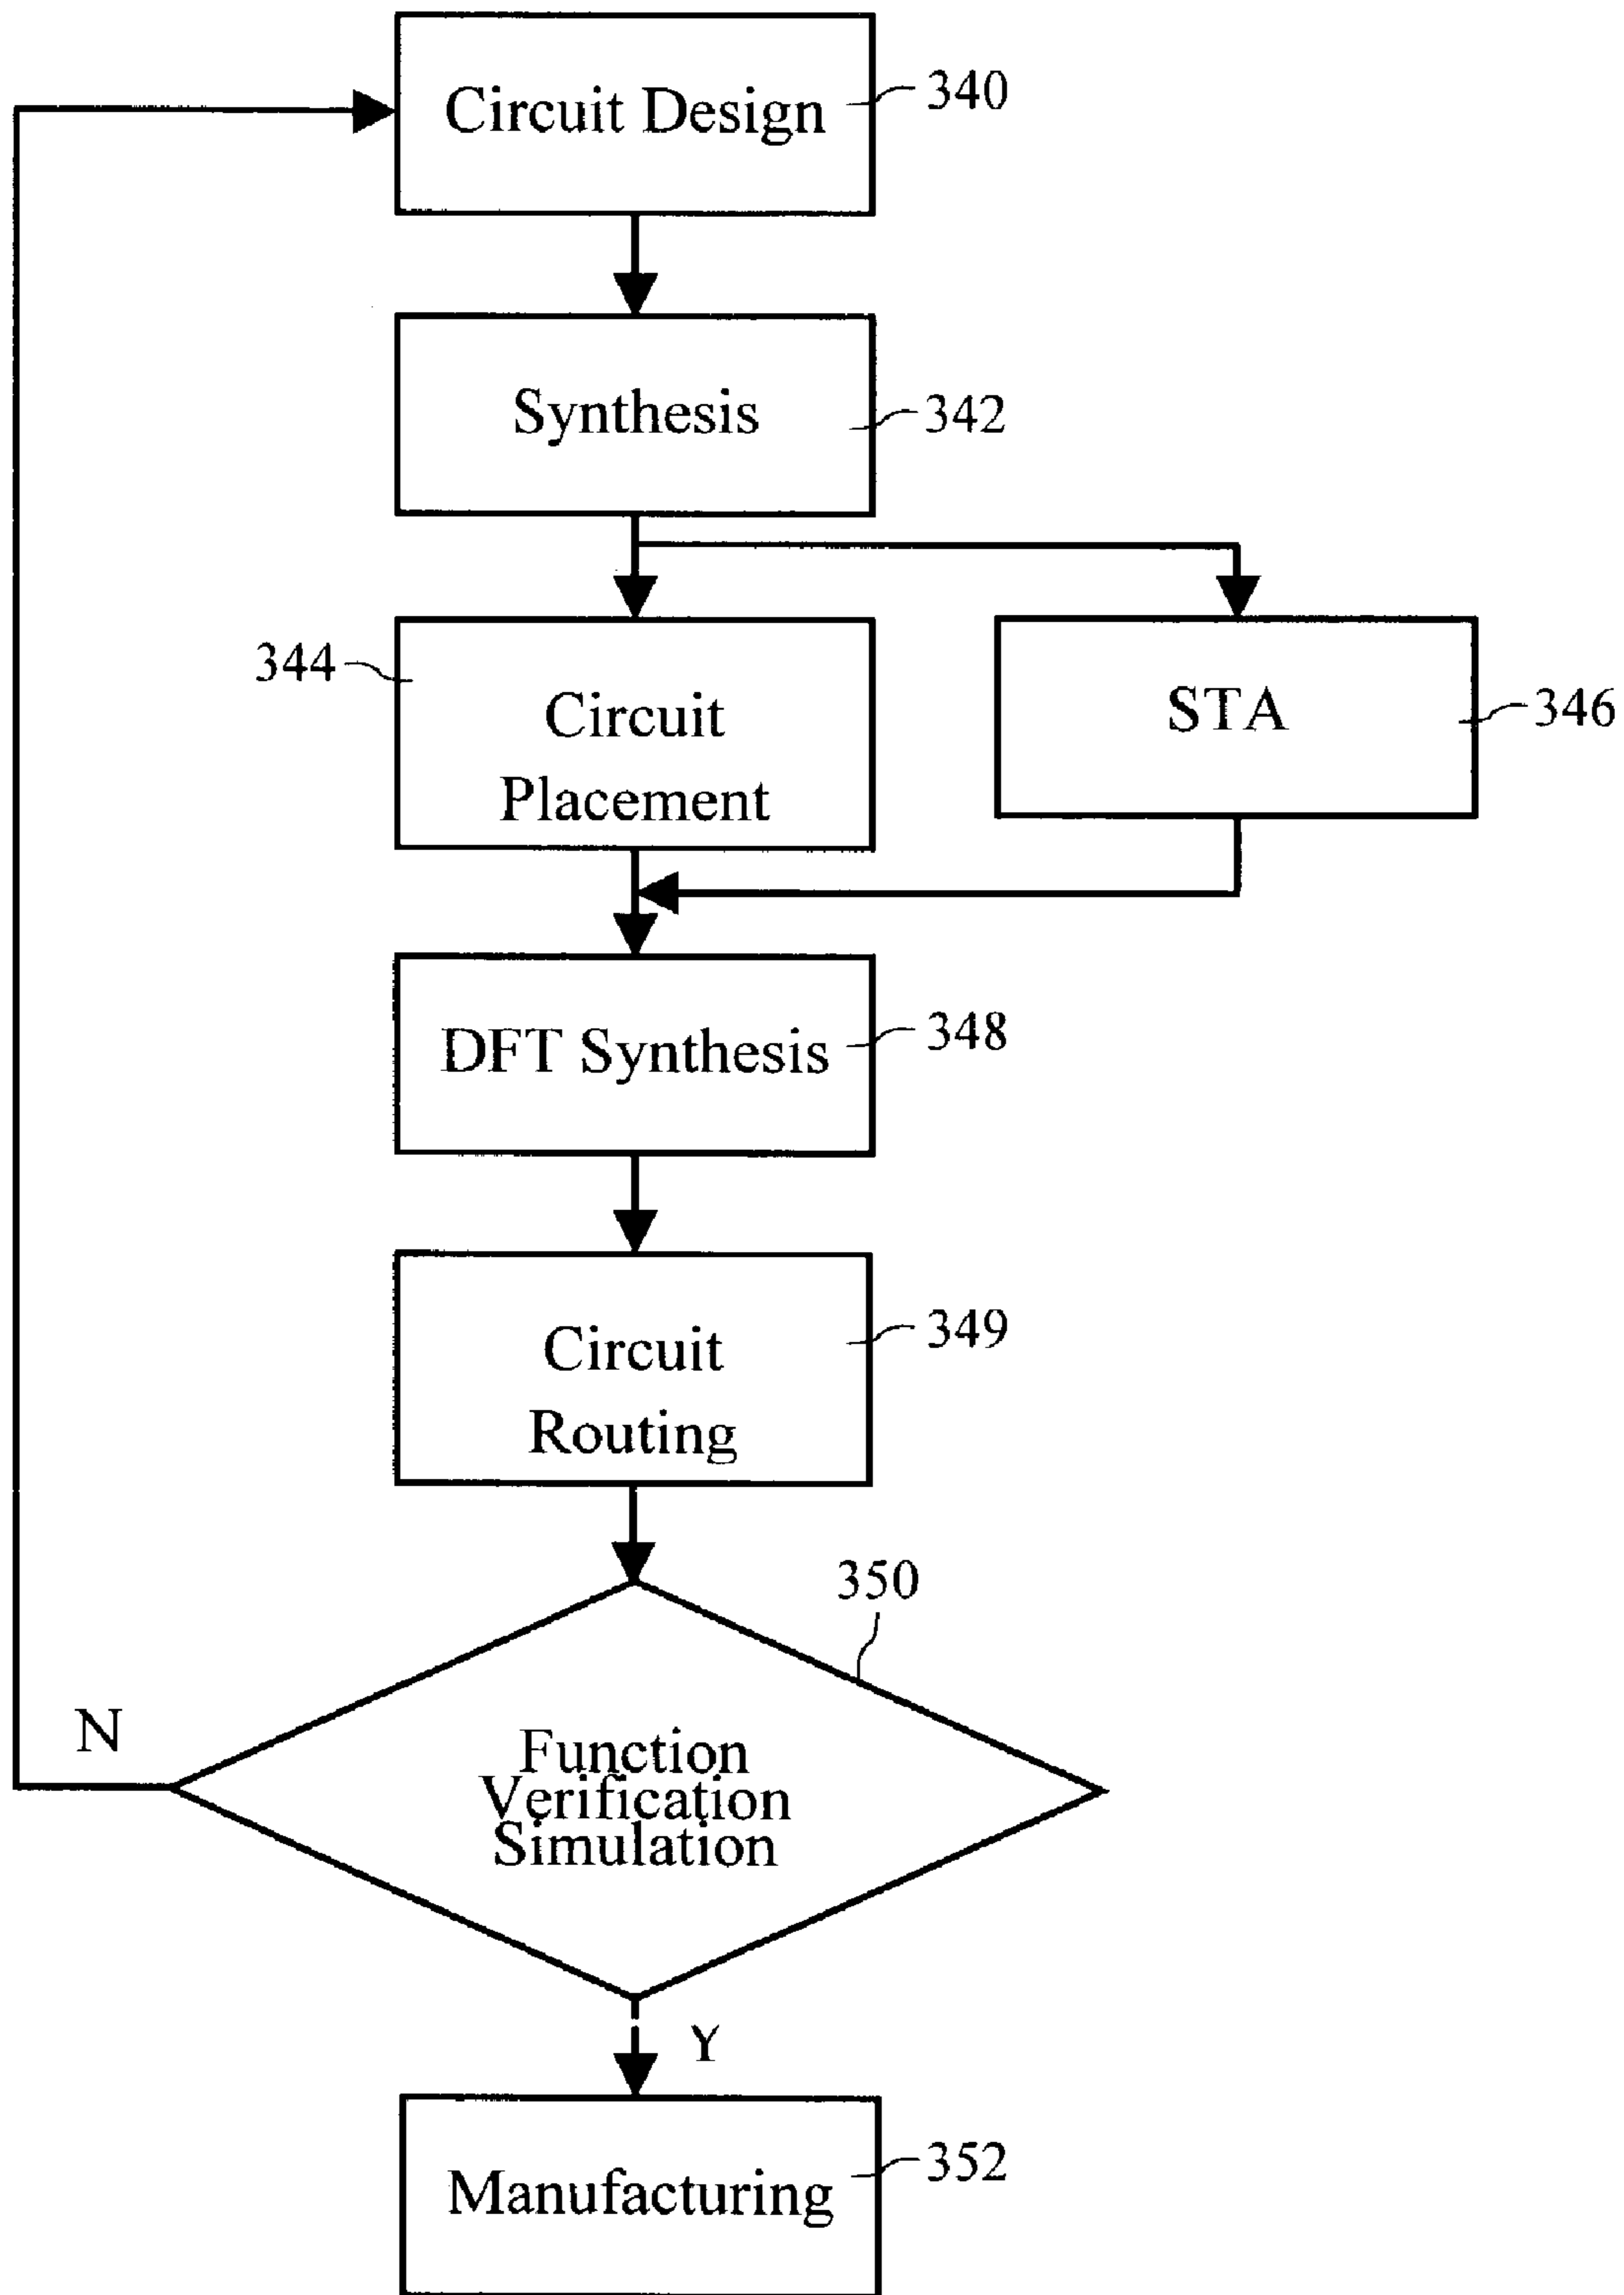 Circuit Design
340
Synthesis
342
344
Circuit
Placement
STA
346
DFT Synthesis
348
Circuit
Routing
349
350
N
Function
Verification
Simulation
Y
Manufacturing
352